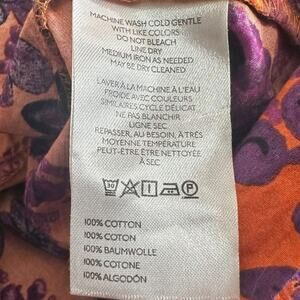 MACHINE WASH COLD GENTLE
WITH LIKE COLORS
DO NOT BLEACH
LINE DRY
MEDIUM IRON AS NEEDED
MAY BE DRY CLEANED
LAVER À LA MACHINE À L'EAU
FROIDE AVEC COULEURS
SIMILAIRES CYCLE DÉLICAT
NE PAS BLANCHIR
LIGNE SEC
REPASSER, AU BESOIN, À TRÈS
MOYENNE TEMPÉRATURE
PEUT-ÊTRE ÊTRE NETTOYÉE
À SEC
30 P
100% COTTON
100% COTON
100% BAUMWOLLE
100% COTONE
100% ALGODÓN